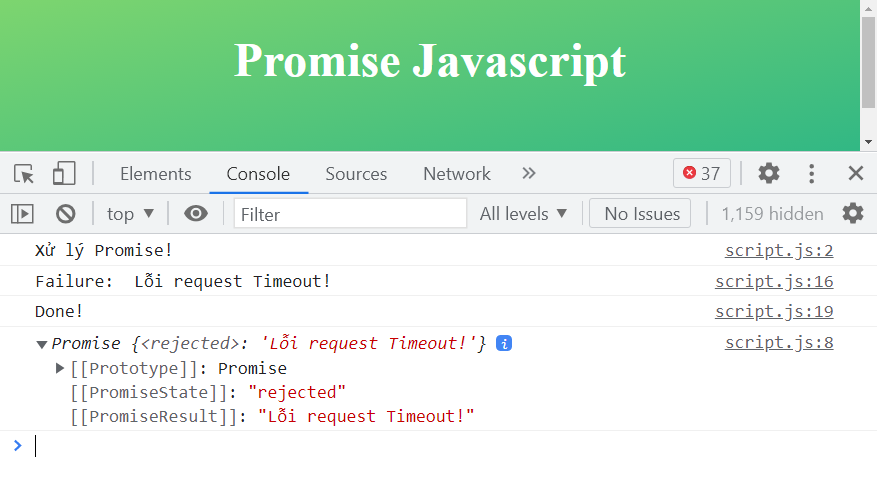 Promise Javascript
Elements Console Sources Network » 37
top ▼ Filter All levels ▼ No Issues 1,159 hidden
Xử lý Promise! script.js:2
Failure:  Lỗi request Timeout! script.js:16
Done! script.js:19
▼Promise {<rejected>: 'Lỗi request Timeout!'} i script.js:8
▶[[Prototype]]: Promise
[[PromiseState]]: "rejected"
[[PromiseResult]]: "Lỗi request Timeout!"
>